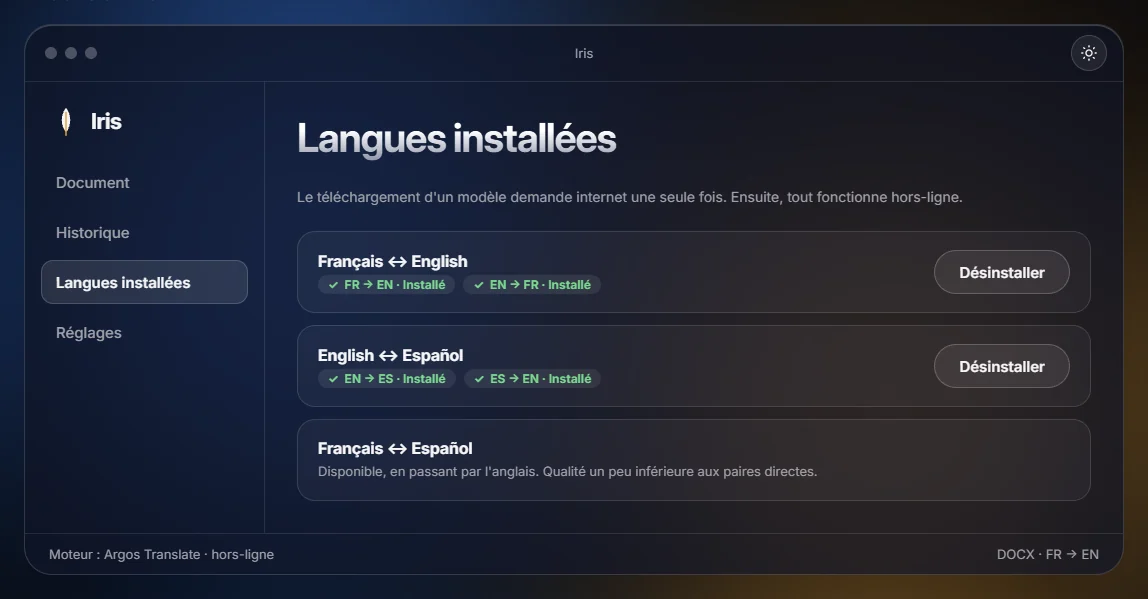 Iris
Iris
Document
Historique
Langues installées
Réglages
Langues installées
Le téléchargement d'un modèle demande internet une seule fois. Ensuite, tout fonctionne hors-ligne.
Français ↔ English
✓ FR → EN · Installé ✓ EN → FR · Installé
Désinstaller
English ↔ Español
✓ EN → ES · Installé ✓ ES → EN · Installé
Désinstaller
Français ↔ Español
Disponible, en passant par l'anglais. Qualité un peu inférieure aux paires directes.
Moteur : Argos Translate · hors-ligne
DOCX · FR → EN